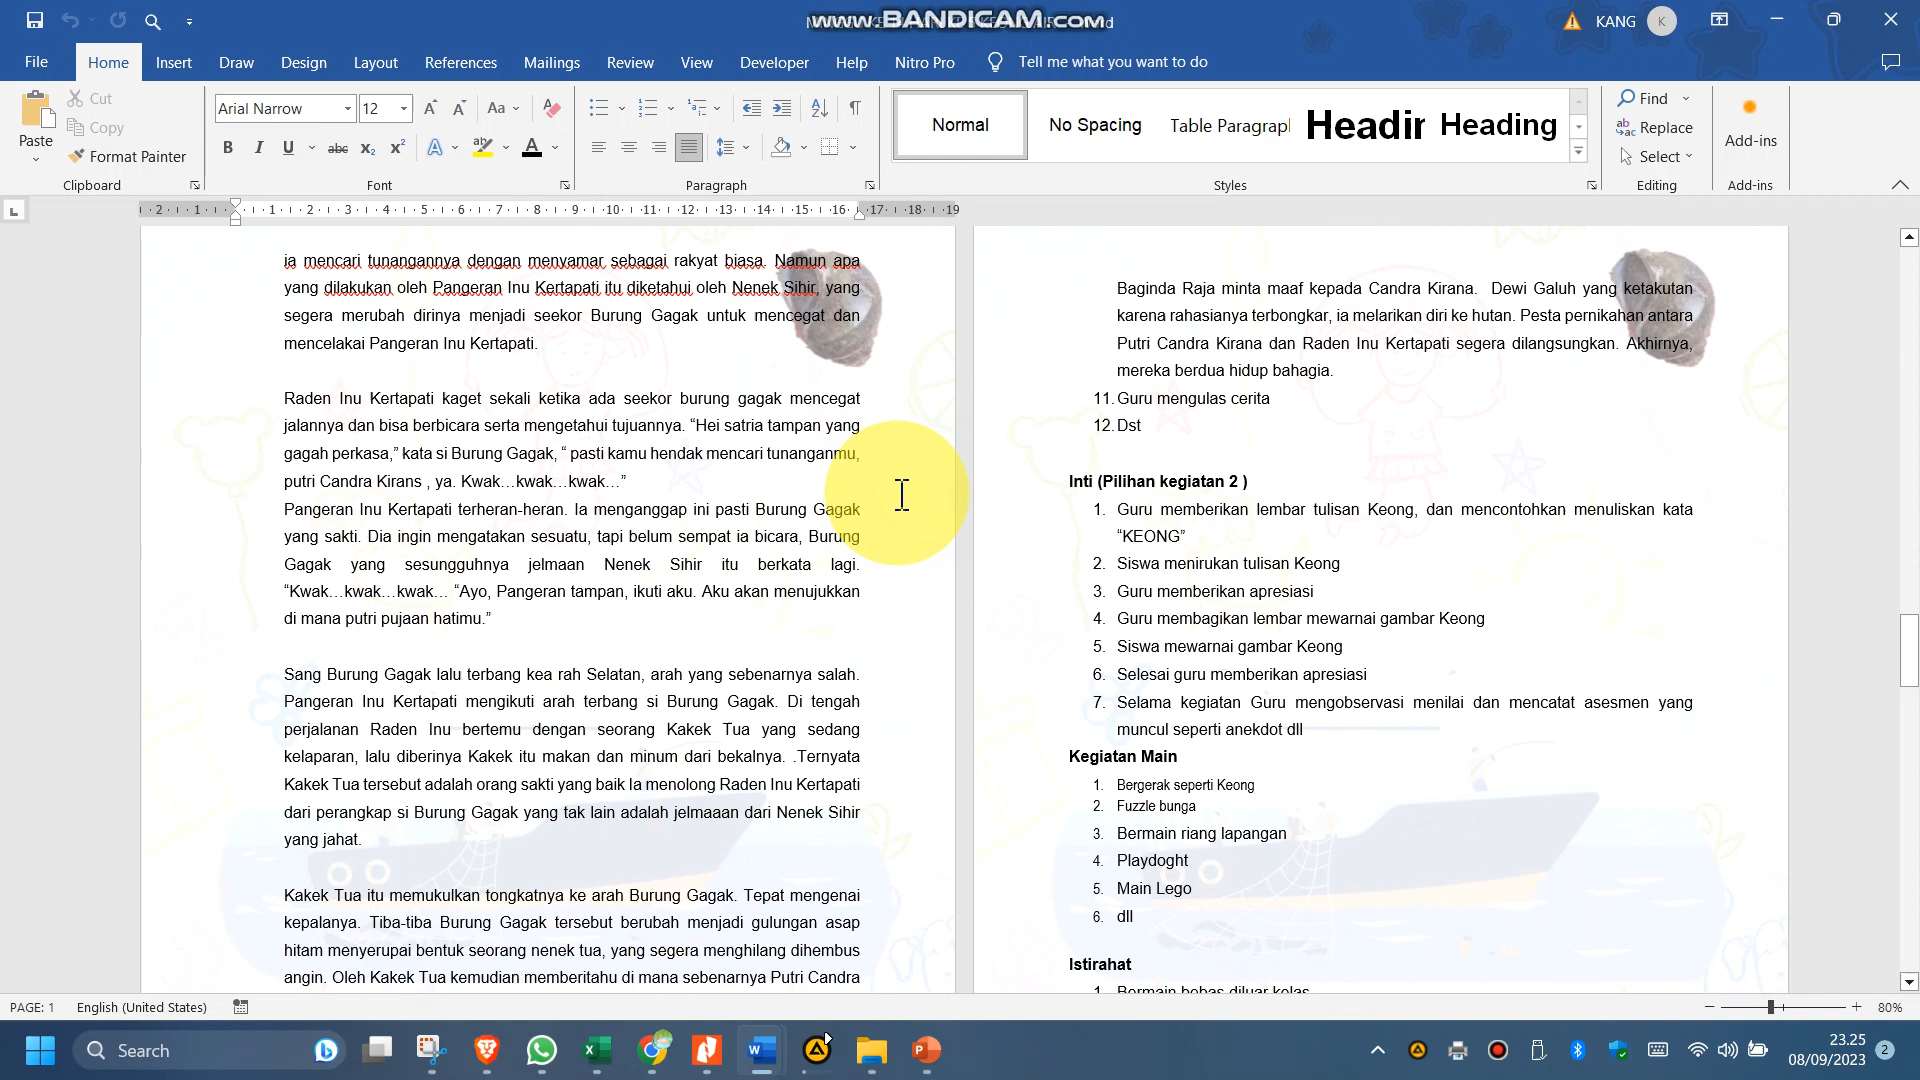 www.BANDICAM.com
KANG
K
File
Home
Insert
Draw
Design
Layout
References
Mailings
Review
View
Developer
Help
Nitro Pro
Tell me what you want to do
Paste
Cut
Copy
Format Painter
Clipboard
Arial Narrow
12
Font
Paragraph
Normal
No Spacing
Table Paragrapl
Headir
Heading
Styles
Find
Replace
Select
Editing
Add-ins
Add-ins
ia mencari tunangannya dengan menyamar sebagai rakyat biasa. Namun apa
yang dilakukan oleh Pangeran Inu Kertapati itu diketahui oleh Nenek Sihir, yang
segera merubah dirinya menjadi seekor Burung Gagak untuk mencegat dan
mencelakai Pangeran Inu Kertapati.
Raden Inu Kertapati kaget sekali ketika ada seekor burung gagak mencegat
jalannya dan bisa berbicara serta mengetahui tujuannya. “Hei satria tampan yang
gagah perkasa,” kata si Burung Gagak, “ pasti kamu hendak mencari tunanganmu,
putri Candra Kirans , ya. Kwak…kwak…kwak…”
Pangeran Inu Kertapati terheran-heran. Ia menganggap ini pasti Burung Gagak
yang sakti. Dia ingin mengatakan sesuatu, tapi belum sempat ia bicara, Burung
Gagak yang sesungguhnya jelmaan Nenek Sihir itu berkata lagi.
“Kwak…kwak…kwak… “Ayo, Pangeran tampan, ikuti aku. Aku akan menujukkan
di mana putri pujaan hatimu.”
Sang Burung Gagak lalu terbang kea rah Selatan, arah yang sebenarnya salah.
Pangeran Inu Kertapati mengikuti arah terbang si Burung Gagak. Di tengah
perjalanan Raden Inu bertemu dengan seorang Kakek Tua yang sedang
kelaparan, lalu diberinya Kakek itu makan dan minum dari bekalnya. .Ternyata
Kakek Tua tersebut adalah orang sakti yang baik Ia menolong Raden Inu Kertapati
dari perangkap si Burung Gagak yang tak lain adalah jelmaaan dari Nenek Sihir
yang jahat.
Kakek Tua itu memukulkan tongkatnya ke arah Burung Gagak. Tepat mengenai
kepalanya. Tiba-tiba Burung Gagak tersebut berubah menjadi gulungan asap
hitam menyerupai bentuk seorang nenek tua, yang segera menghilang dihembus
angin. Oleh Kakek Tua kemudian memberitahu di mana sebenarnya Putri Candra
Baginda Raja minta maaf kepada Candra Kirana. Dewi Galuh yang ketakutan
karena rahasianya terbongkar, ia melarikan diri ke hutan. Pesta pernikahan antara
Putri Candra Kirana dan Raden Inu Kertapati segera dilangsungkan. Akhirnya,
mereka berdua hidup bahagia.
11. Guru mengulas cerita
12. Dst
Inti (Pilihan kegiatan 2 )
1. Guru memberikan lembar tulisan Keong, dan mencontohkan menuliskan kata
“KEONG”
2. Siswa menirukan tulisan Keong
3. Guru memberikan apresiasi
4. Guru membagikan lembar mewarnai gambar Keong
5. Siswa mewarnai gambar Keong
6. Selesai guru memberikan apresiasi
7. Selama kegiatan Guru mengobservasi menilai dan mencatat asesmen yang
muncul seperti anekdot dll
Kegiatan Main
1. Bergerak seperti Keong
2. Fuzzle bunga
3. Bermain riang lapangan
4. Playdoght
5. Main Lego
6. dll
Istirahat
1. Bermain bebas diluar kelas
PAGE: 1
English (United States)
80%
Search
23.25
08/09/2023
2